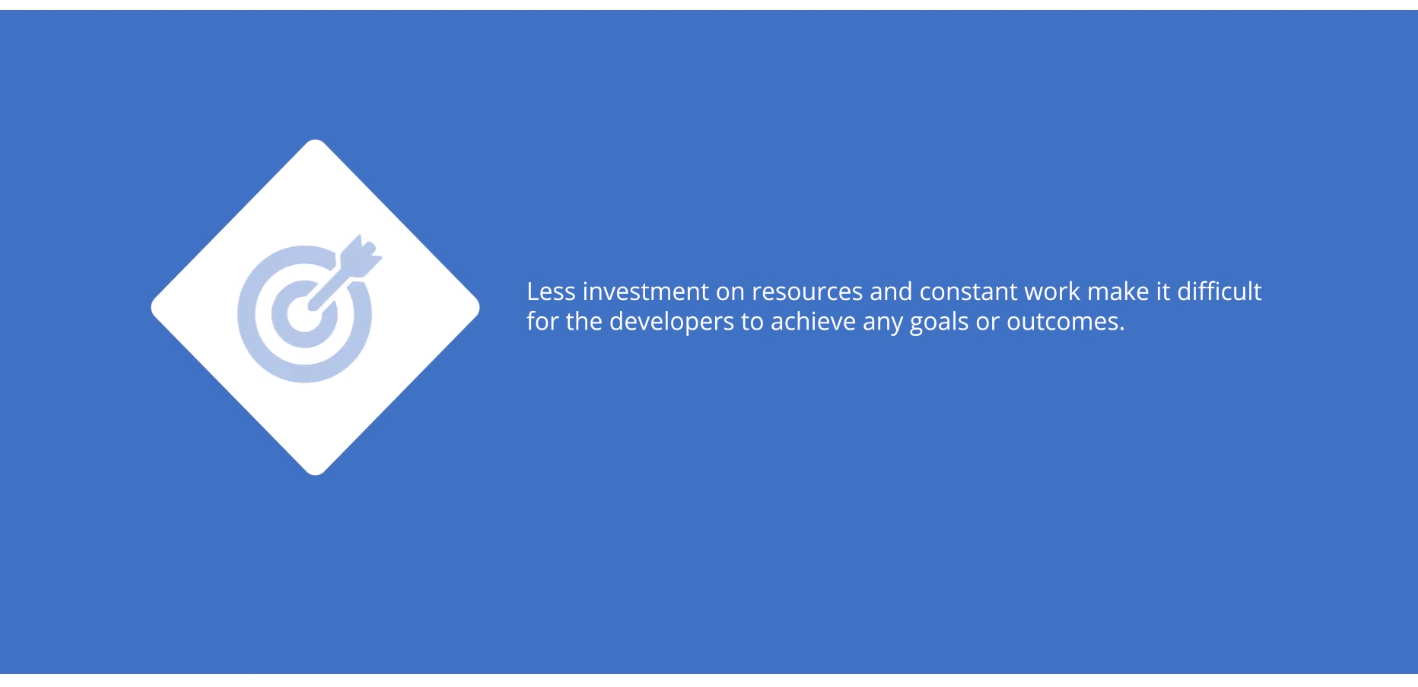 Less investment on resources and constant work make it difficult
for the developers to achieve any goals or outcomes.